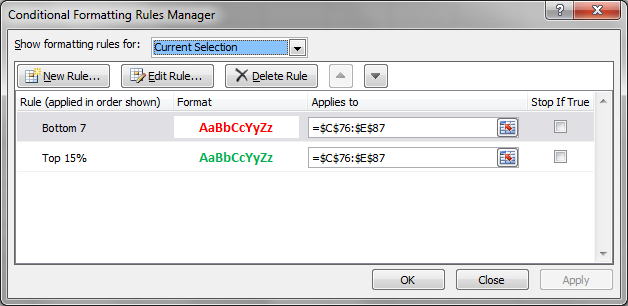 Conditional Formatting Rules Manager ?
Show formatting rules for: Current Selection
New Rule... Edit Rule... Delete Rule
Rule (applied in order shown) Format Applies to Stop If True
Bottom 7 AaBbCcYyZz =$C$76:$E$87
Top 15% AaBbCcYyZz =$C$76:$E$87
OK Close Apply